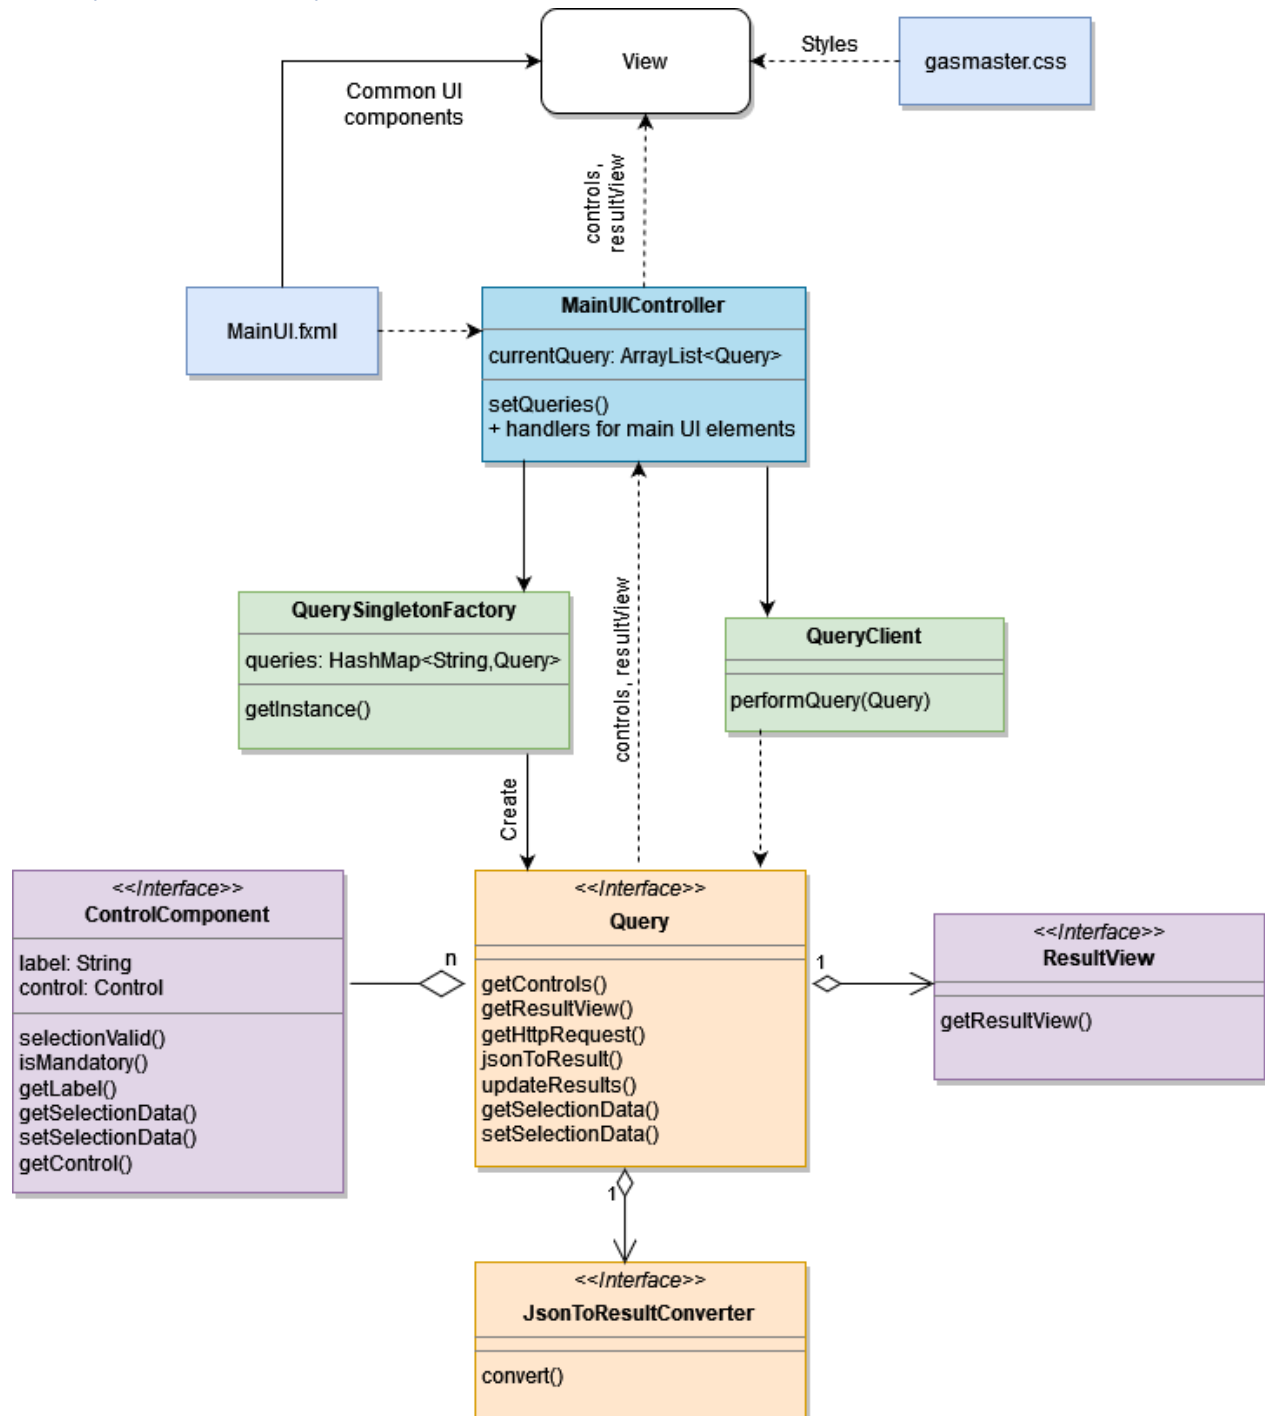 View
Styles
gasmaster.css
Common UI
components
controls,
resultView
MainUI.fxml
MainUIController
currentQuery: ArrayList<Query>
setQueries()
+ handlers for main UI elements
QuerySingletonFactory
queries: HashMap<String,Query>
getInstance()
controls, resultView
QueryClient
performQuery(Query)
Create
<<Interface>>
ControlComponent
label: String
control: Control
selectionValid()
isMandatory()
getLabel()
getSelectionData()
setSelectionData()
getControl()
n
<<Interface>>
Query
getControls()
getResultView()
getHttpRequest()
jsonToResult()
updateResults()
getSelectionData()
setSelectionData()
1
<<Interface>>
ResultView
getResultView()
1
<<Interface>>
JsonToResultConverter
convert()